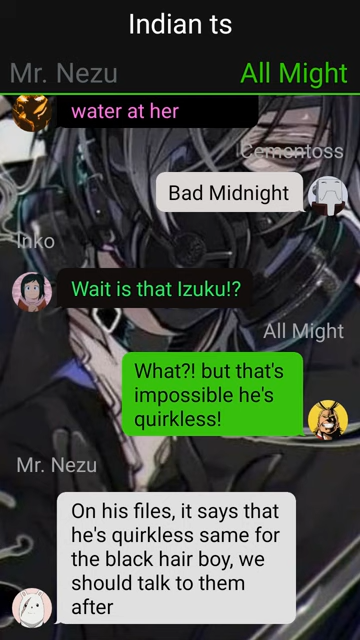 Indian ts
Mr. Nezu
All Might
water at her
Cementoss
Bad Midnight
Inko
Wait is that Izuku!?
All Might
What?! but that's
impossible he's
quirkless!
Mr. Nezu
On his files, it says that
he's quirkless same for
the black hair boy, we
should talk to them
after